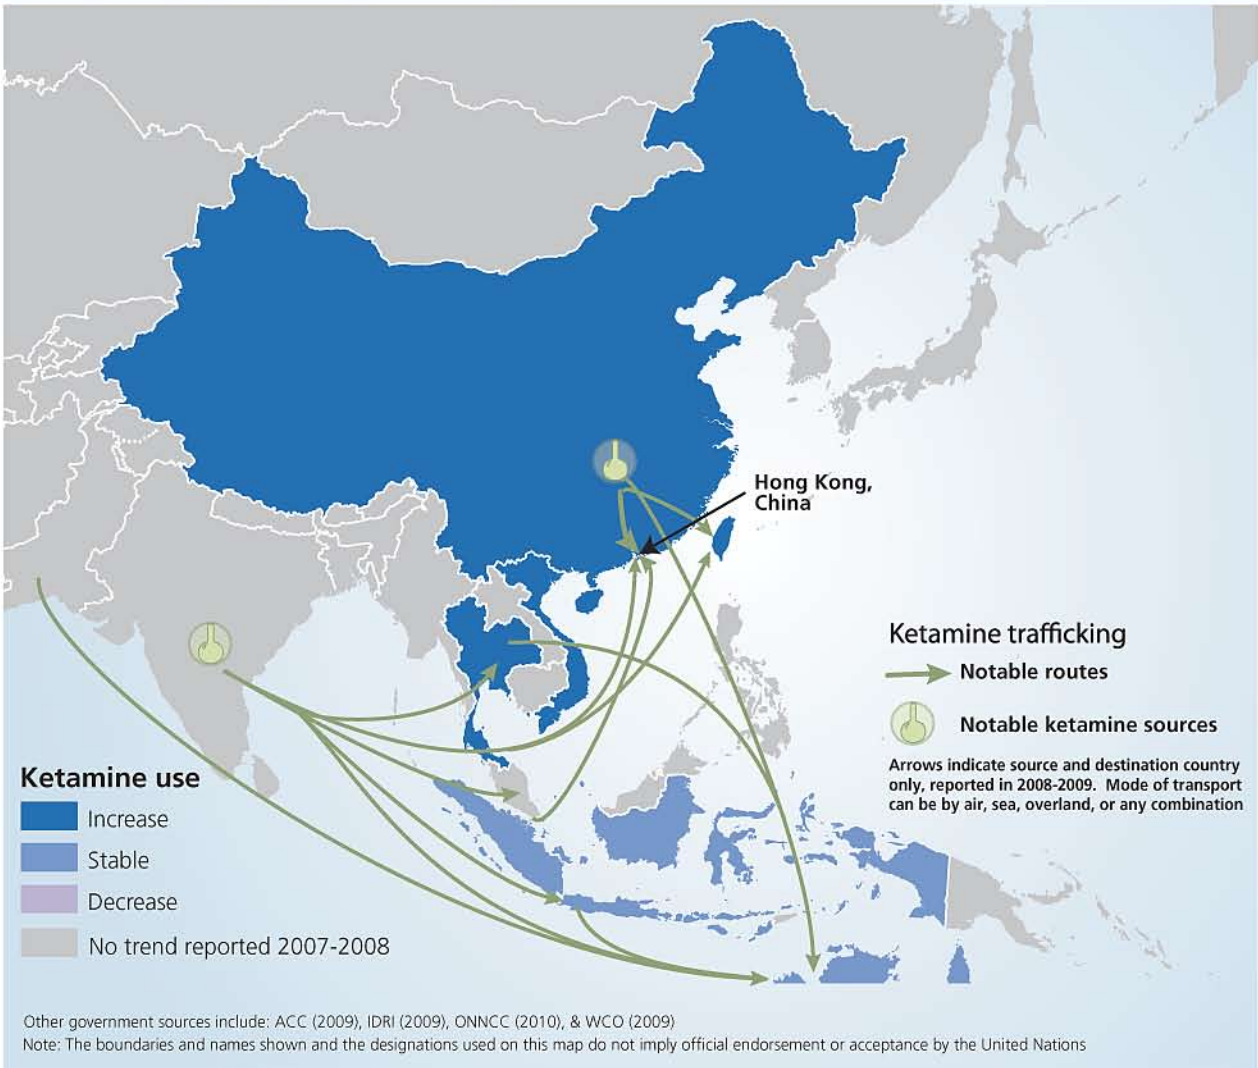 Hong Kong,
China
Ketamine trafficking
Notable routes
Notable ketamine sources
Arrows indicate source and destination country
only, reported in 2008-2009. Mode of transport
can be by air, sea, overland, or any combination
Ketamine use
Increase
Stable
Decrease
No trend reported 2007-2008
Other government sources include: ACC (2009), IDRI (2009), ONNCC (2010), & WCO (2009)
Note: The boundaries and names shown and the designations used on this map do not imply official endorsement or acceptance by the United Nations